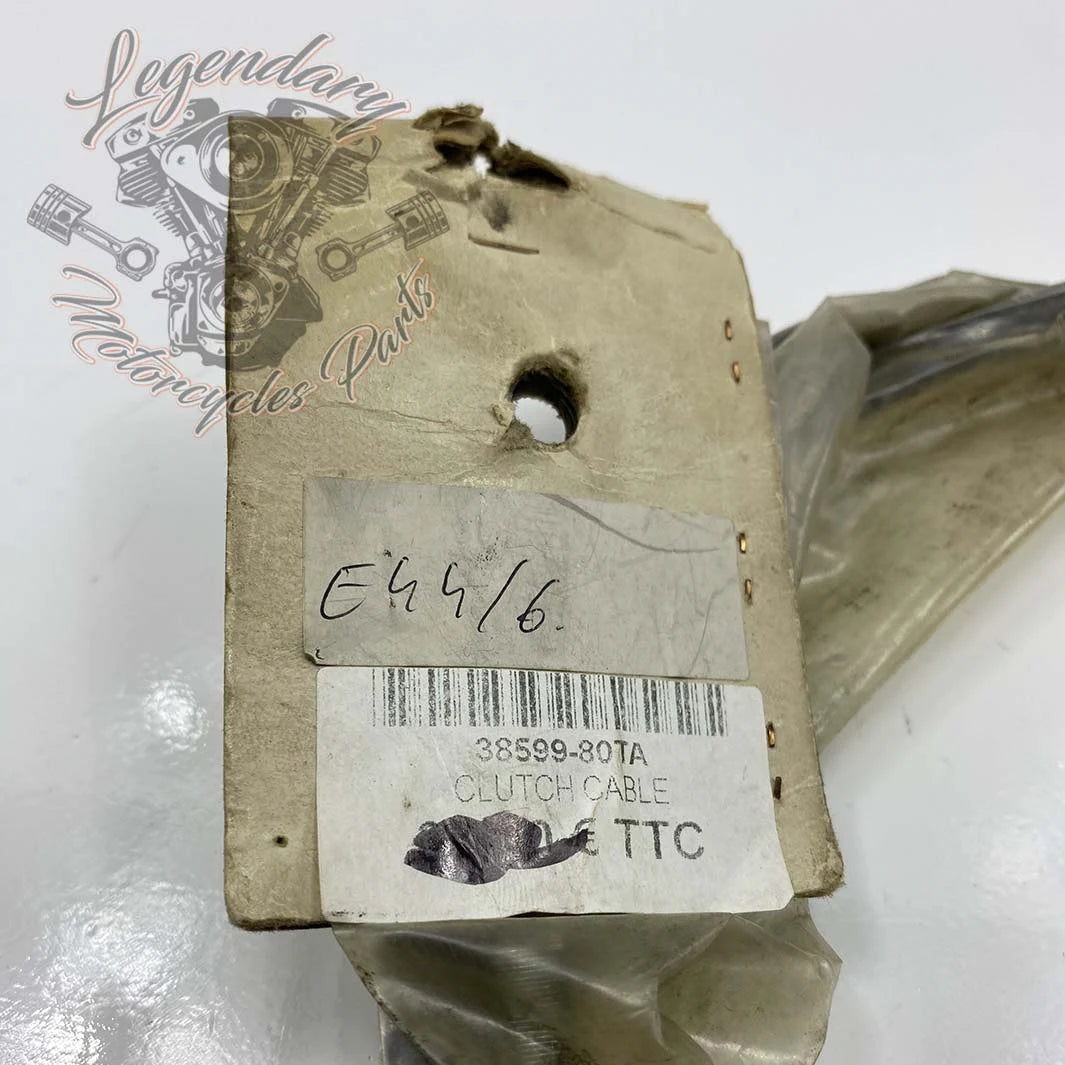 Legendary
Motorcycles Parts
E44/6.
38599-80TA
CLUTCH CABLE
€ TTC